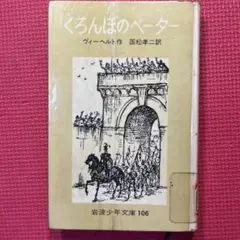 くろんぼのペーター
ヴィーヘルト作 国松孝二訳
岩波少年文庫 106